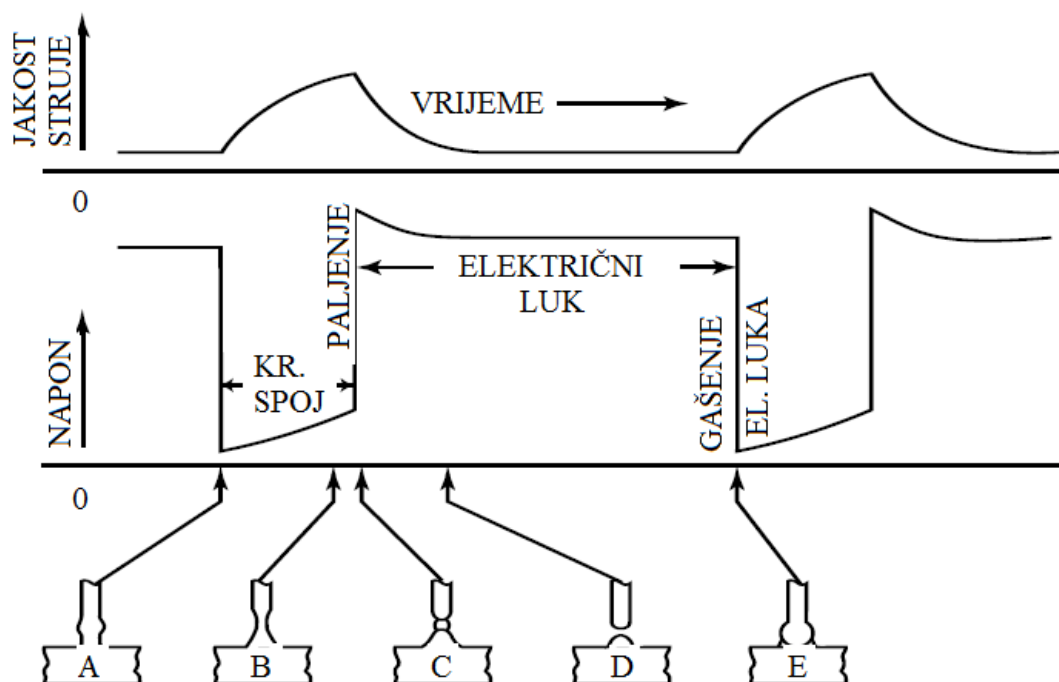 JAKOST
STRUJE
VRIJEME
0
PALJENJE
ELEKTRIČNI
LUK
KR.
SPOJ
NAPON
GAŠENJE
EL. LUKA
0
A
B
C
D
E